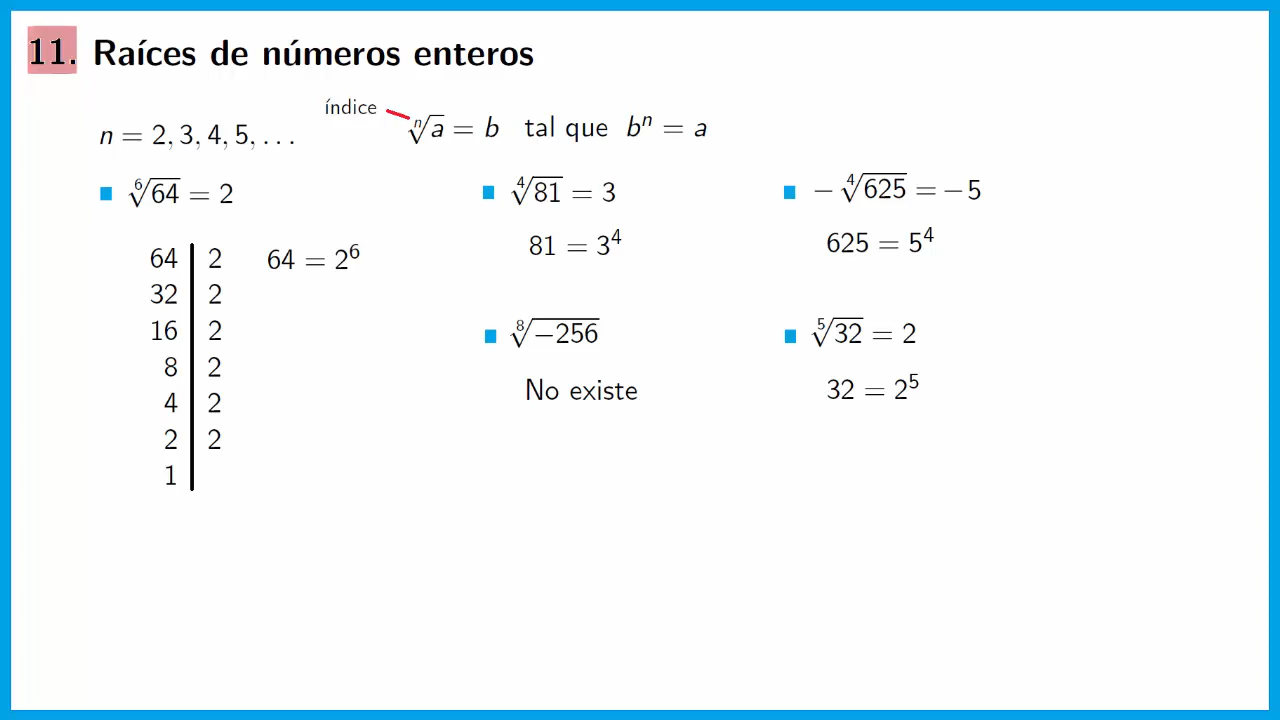 11. Raíces de números enteros
índice
n = 2, 3, 4, 5, . . .
ⁿ√a = b tal que bⁿ = a
⁶√64 = 2
⁴√81 = 3
− ⁴√625 = −5
81 = 3⁴
625 = 5⁴
64 | 2 64 = 2⁶
32 | 2
16 | 2
8 | 2
4 | 2
2 | 2
1 |
⁸√−256
⁵√32 = 2
No existe
32 = 2⁵